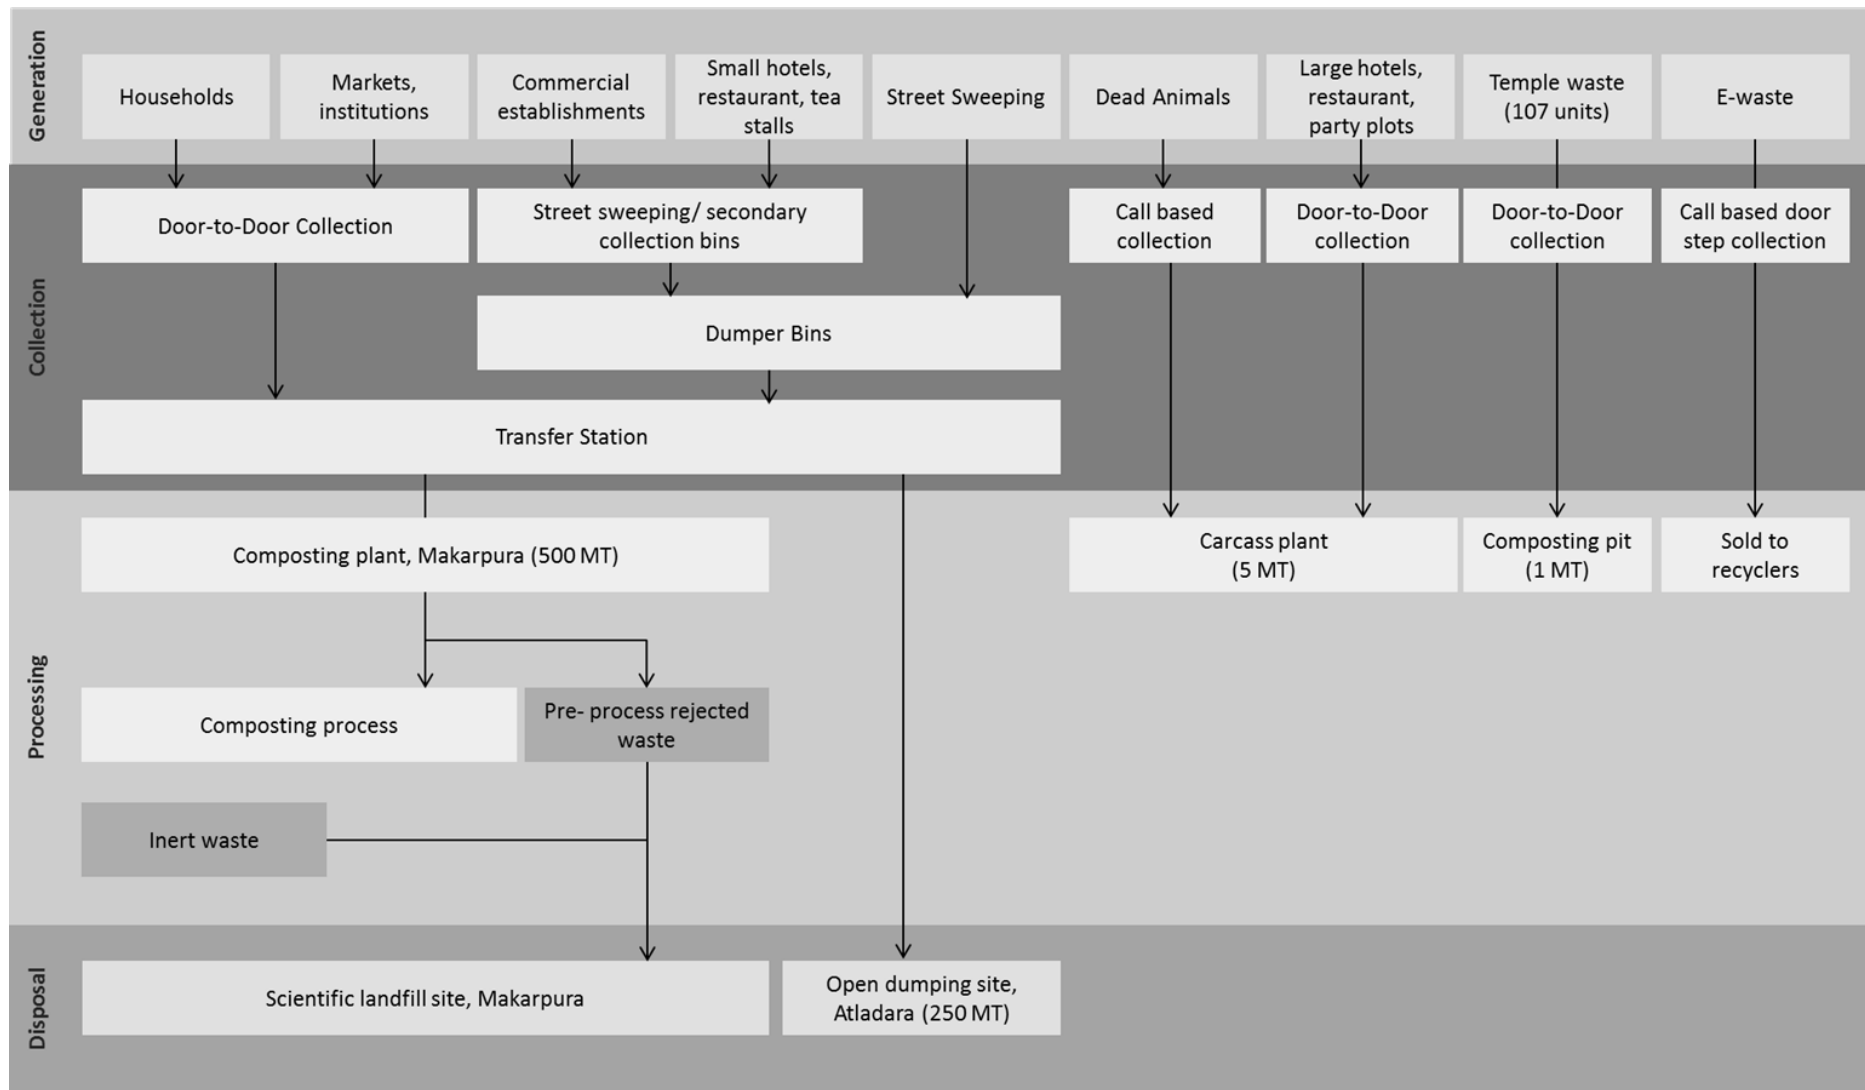 Generation
Households
Markets,
institutions
Commercial
establishments
Small hotels,
restaurant, tea
stalls
Street Sweeping
Dead Animals
Large hotels,
restaurant,
party plots
Temple waste
(107 units)
E-waste
Collection
Door-to-Door Collection
Street sweeping/ secondary
collection bins
Call based
collection
Door-to-Door
collection
Door-to-Door
collection
Call based door
step collection
Dumper Bins
Transfer Station
Processing
Composting plant, Makarpura (500 MT)
Carcass plant
(5 MT)
Composting pit
(1 MT)
Sold to
recyclers
Composting process
Pre- process rejected
waste
Inert waste
Disposal
Scientific landfill site, Makarpura
Open dumping site,
Atladara (250 MT)